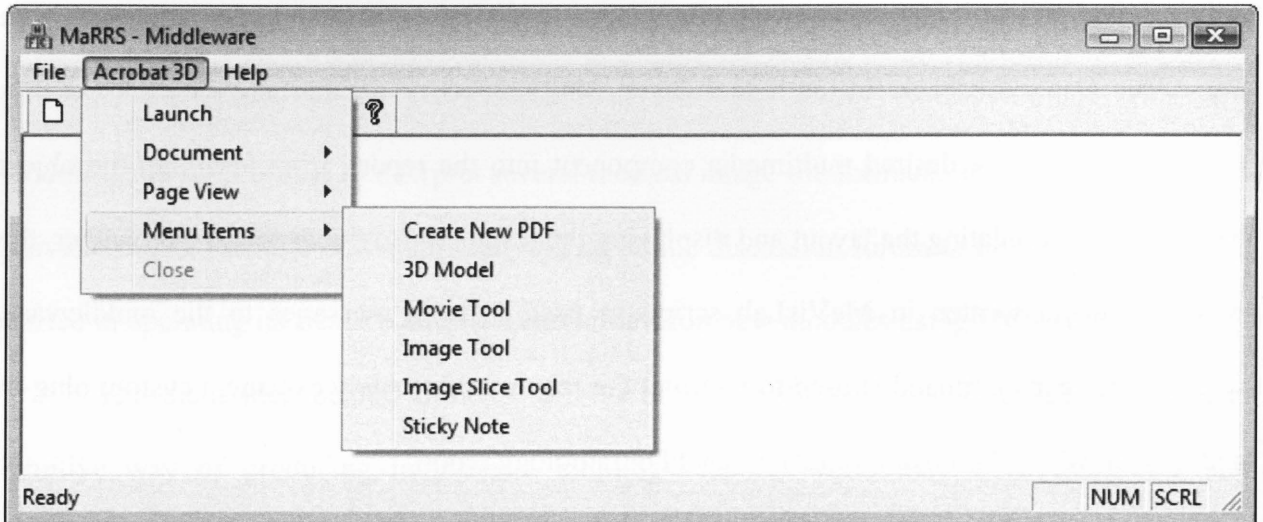 MaRRS - Middleware
File Acrobat 3D Help
Launch
Document
Page View
Menu Items
Close
Create New PDF
3D Model
Movie Tool
Image Tool
Image Slice Tool
Sticky Note
Ready NUM SCRL